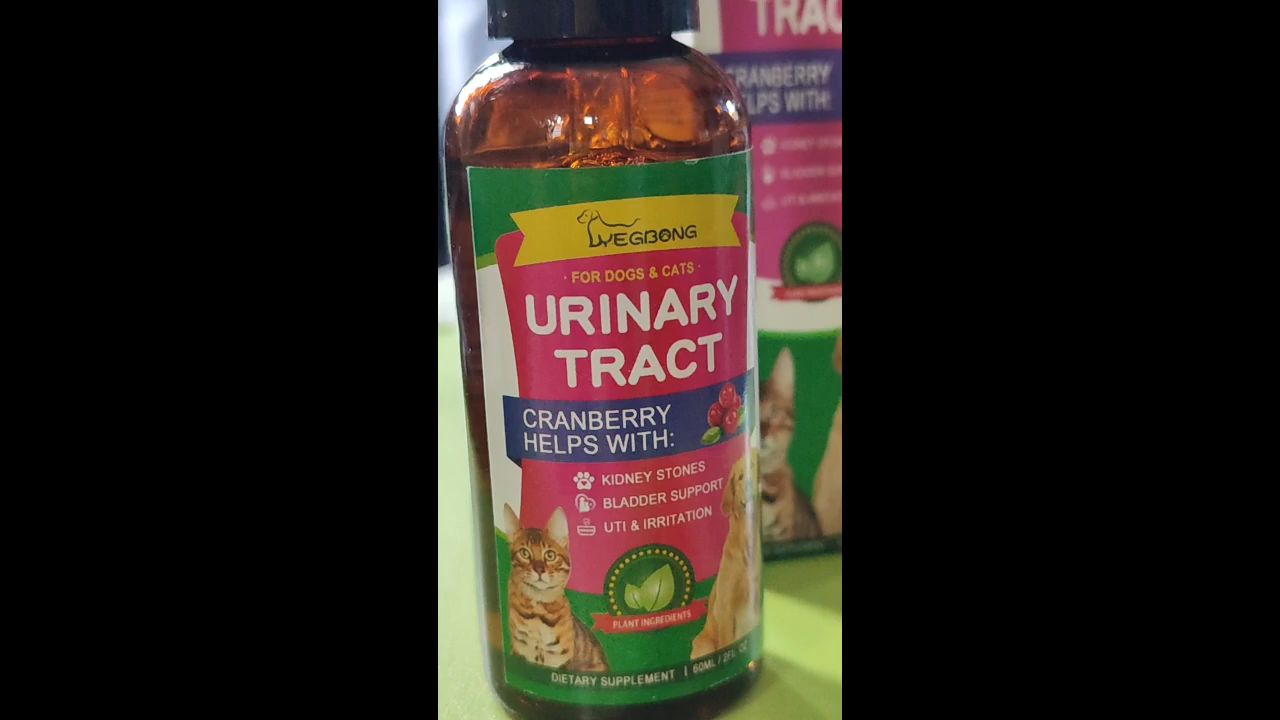 LYEGBONG
· FOR DOGS & CATS ·
URINARY
TRACT
CRANBERRY
HELPS WITH:
KIDNEY STONES
BLADDER SUPPORT
UTI & IRRITATION
PLANT INGREDIENTS
DIETARY SUPPLEMENT | 60ML / 2FL OZ
TRAC
CRANBERRY
HELPS WITH: